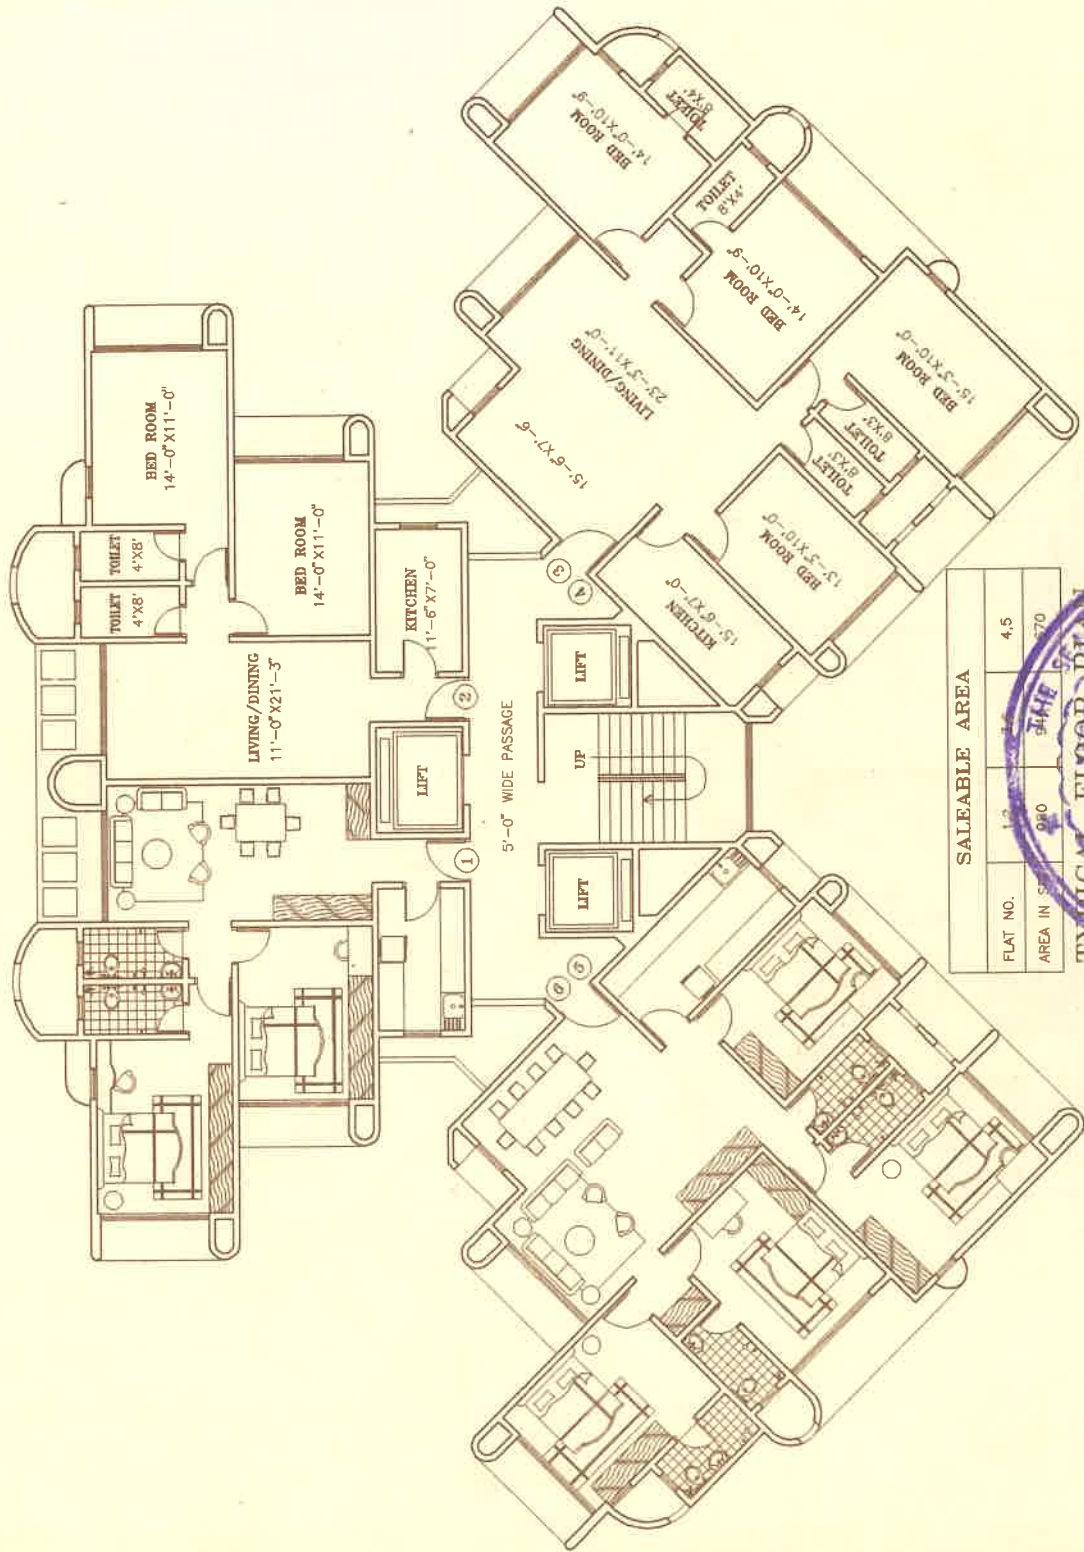 BED ROOM
14'-0"X11'-0"
TOILET
4'X8'
TOILET
4'X8'
BED ROOM
14'-0"X11'-0"
LIVING/DINING
11'-0"X21'-3"
KITCHEN
11'-6"X7'-0"
LIFT
1
2
5'-0" WIDE PASSAGE
3
4
5
6
LIFT
UP
LIFT
BED ROOM
14'-0"X10'-9"
TOILET
8'X4'
TOILET
8'X4'
BED ROOM
14'-0"X10'-9"
LIVING/DINING
23'-3"X11'-0"
15'-6"X7'-6"
BED ROOM
15'-3"X10'-0"
TOILET
8'X3'
TOILET
8'X3'
BED ROOM
13'-3"X10'-0"
KITCHEN
15'-6"X7'-0"
SALEABLE AREA
FLAT NO. 4,5
AREA IN 980
THE